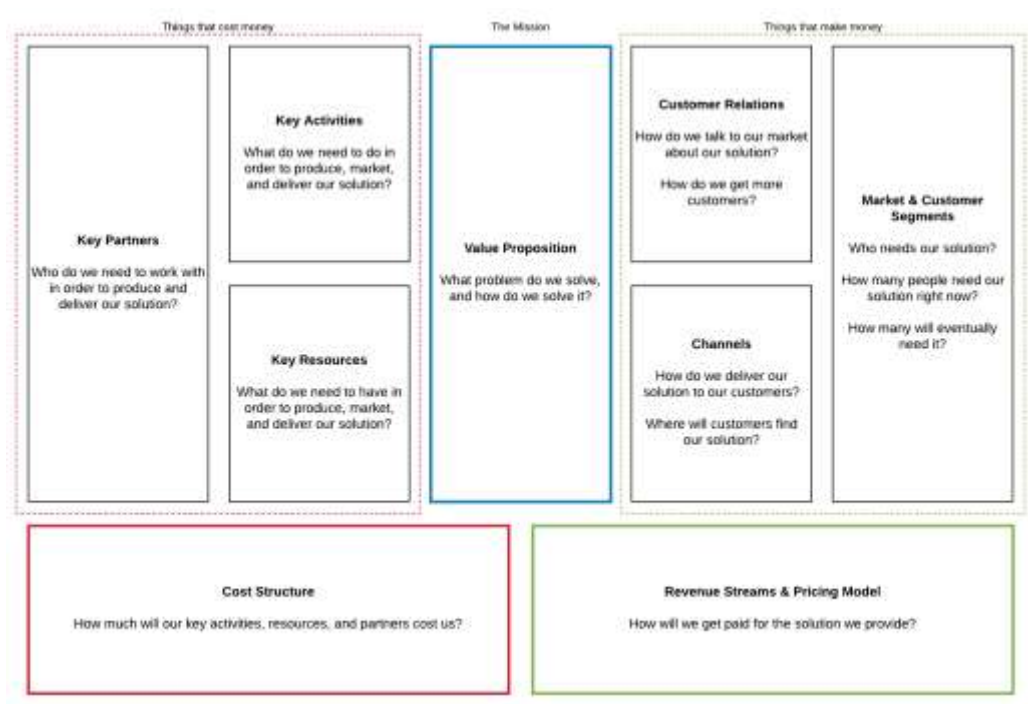 Things that cost money
The Mission
Things that make money
Key Partners
Who do we need to work with
in order to produce and
deliver our solution?
Key Activities
What do we need to do in
order to produce, market,
and deliver our solution?
Key Resources
What do we need to have in
order to produce, market,
and deliver our solution?
Value Proposition
What problem do we solve,
and how do we solve it?
Customer Relations
How do we talk to our market
about our solution?
How do we get more
customers?
Channels
How do we deliver our
solution to our customers?
Where will customers find
our solution?
Market & Customer
Segments
Who needs our solution?
How many people need our
solution right now?
How many will eventually
need it?
Cost Structure
How much will our key activities, resources, and partners cost us?
Revenue Streams & Pricing Model
How will we get paid for the solution we provide?